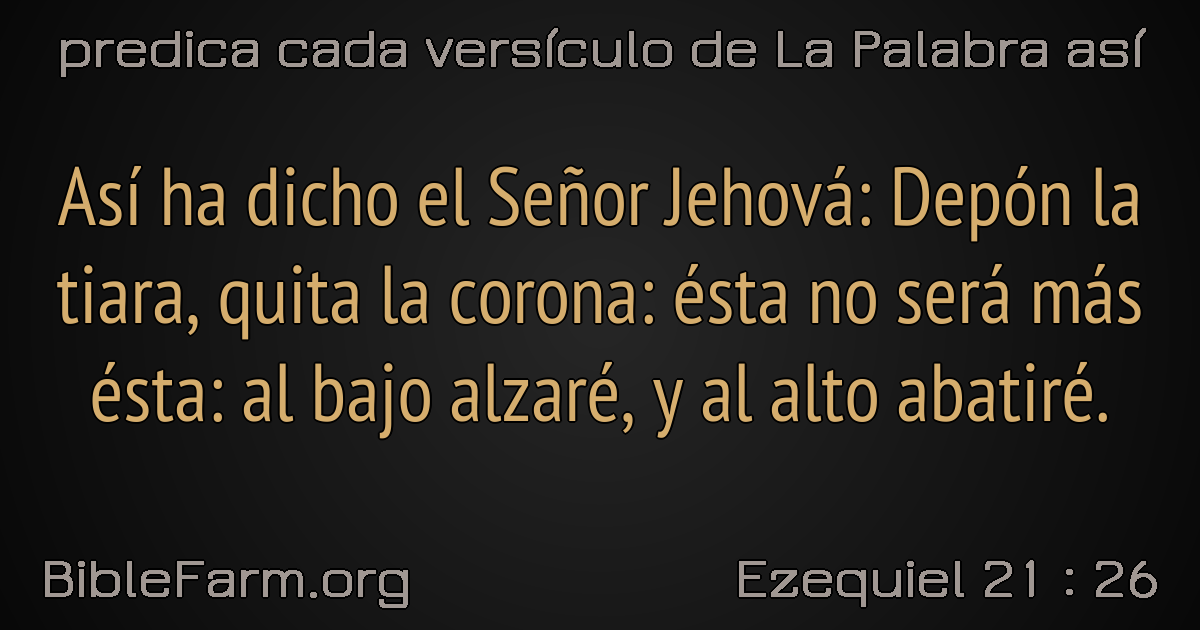 predica cada versículo de La Palabra así
Así ha dicho el Señor Jehová: Depón la
tiara, quita la corona: ésta no será más
ésta: al bajo alzaré, y al alto abatiré.
BibleFarm.org
Ezequiel 21 : 26